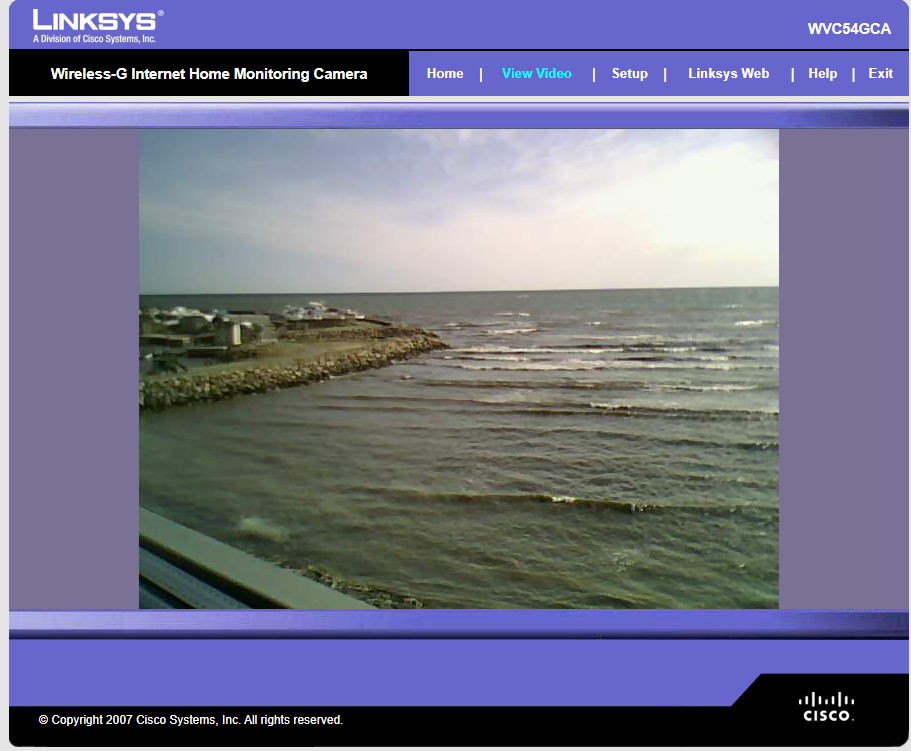 LINKSYS®
A Division of Cisco Systems, Inc.
WVC54GCA
Wireless-G Internet Home Monitoring Camera
Home | View Video | Setup | Linksys Web | Help | Exit
© Copyright 2007 Cisco Systems, Inc. All rights reserved.
CISCO.